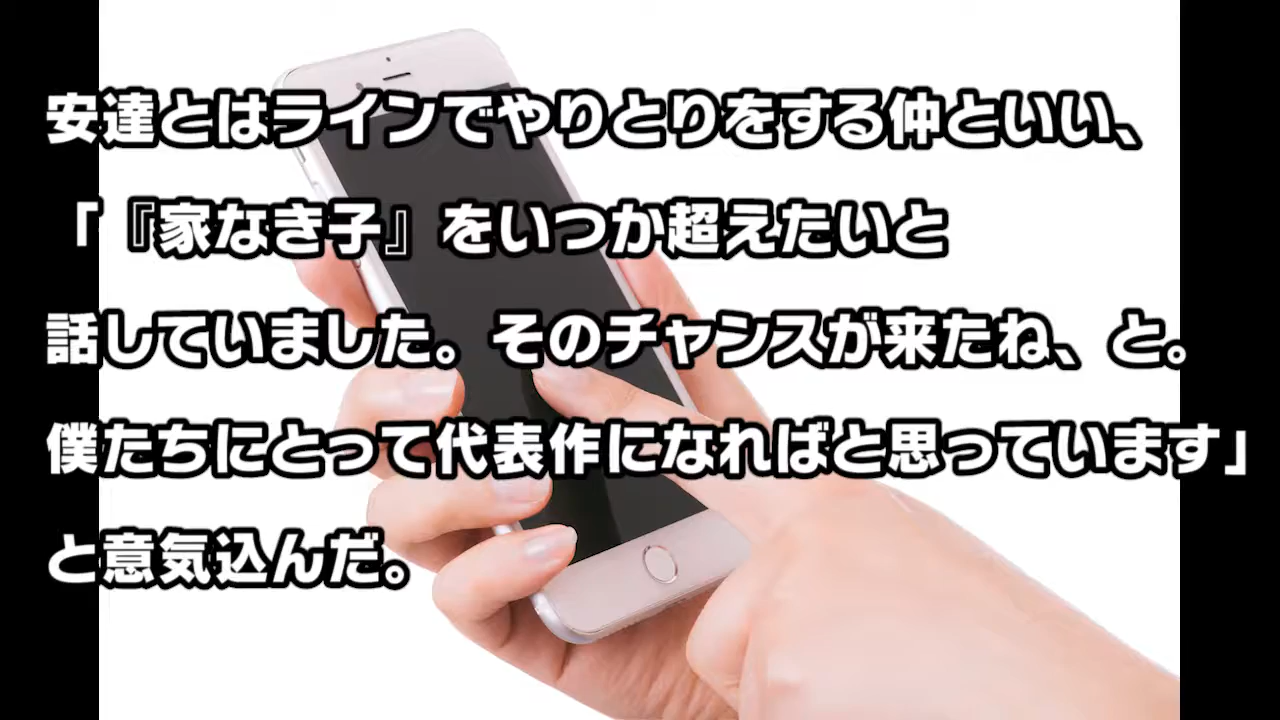 安達とはラインでやりとりをする仲といい、
「『家なき子』をいつか超えたいと
話していました。そのチャンスが来たね、と。
僕たちにとって代表作になればと思っています」
と意気込んだ。